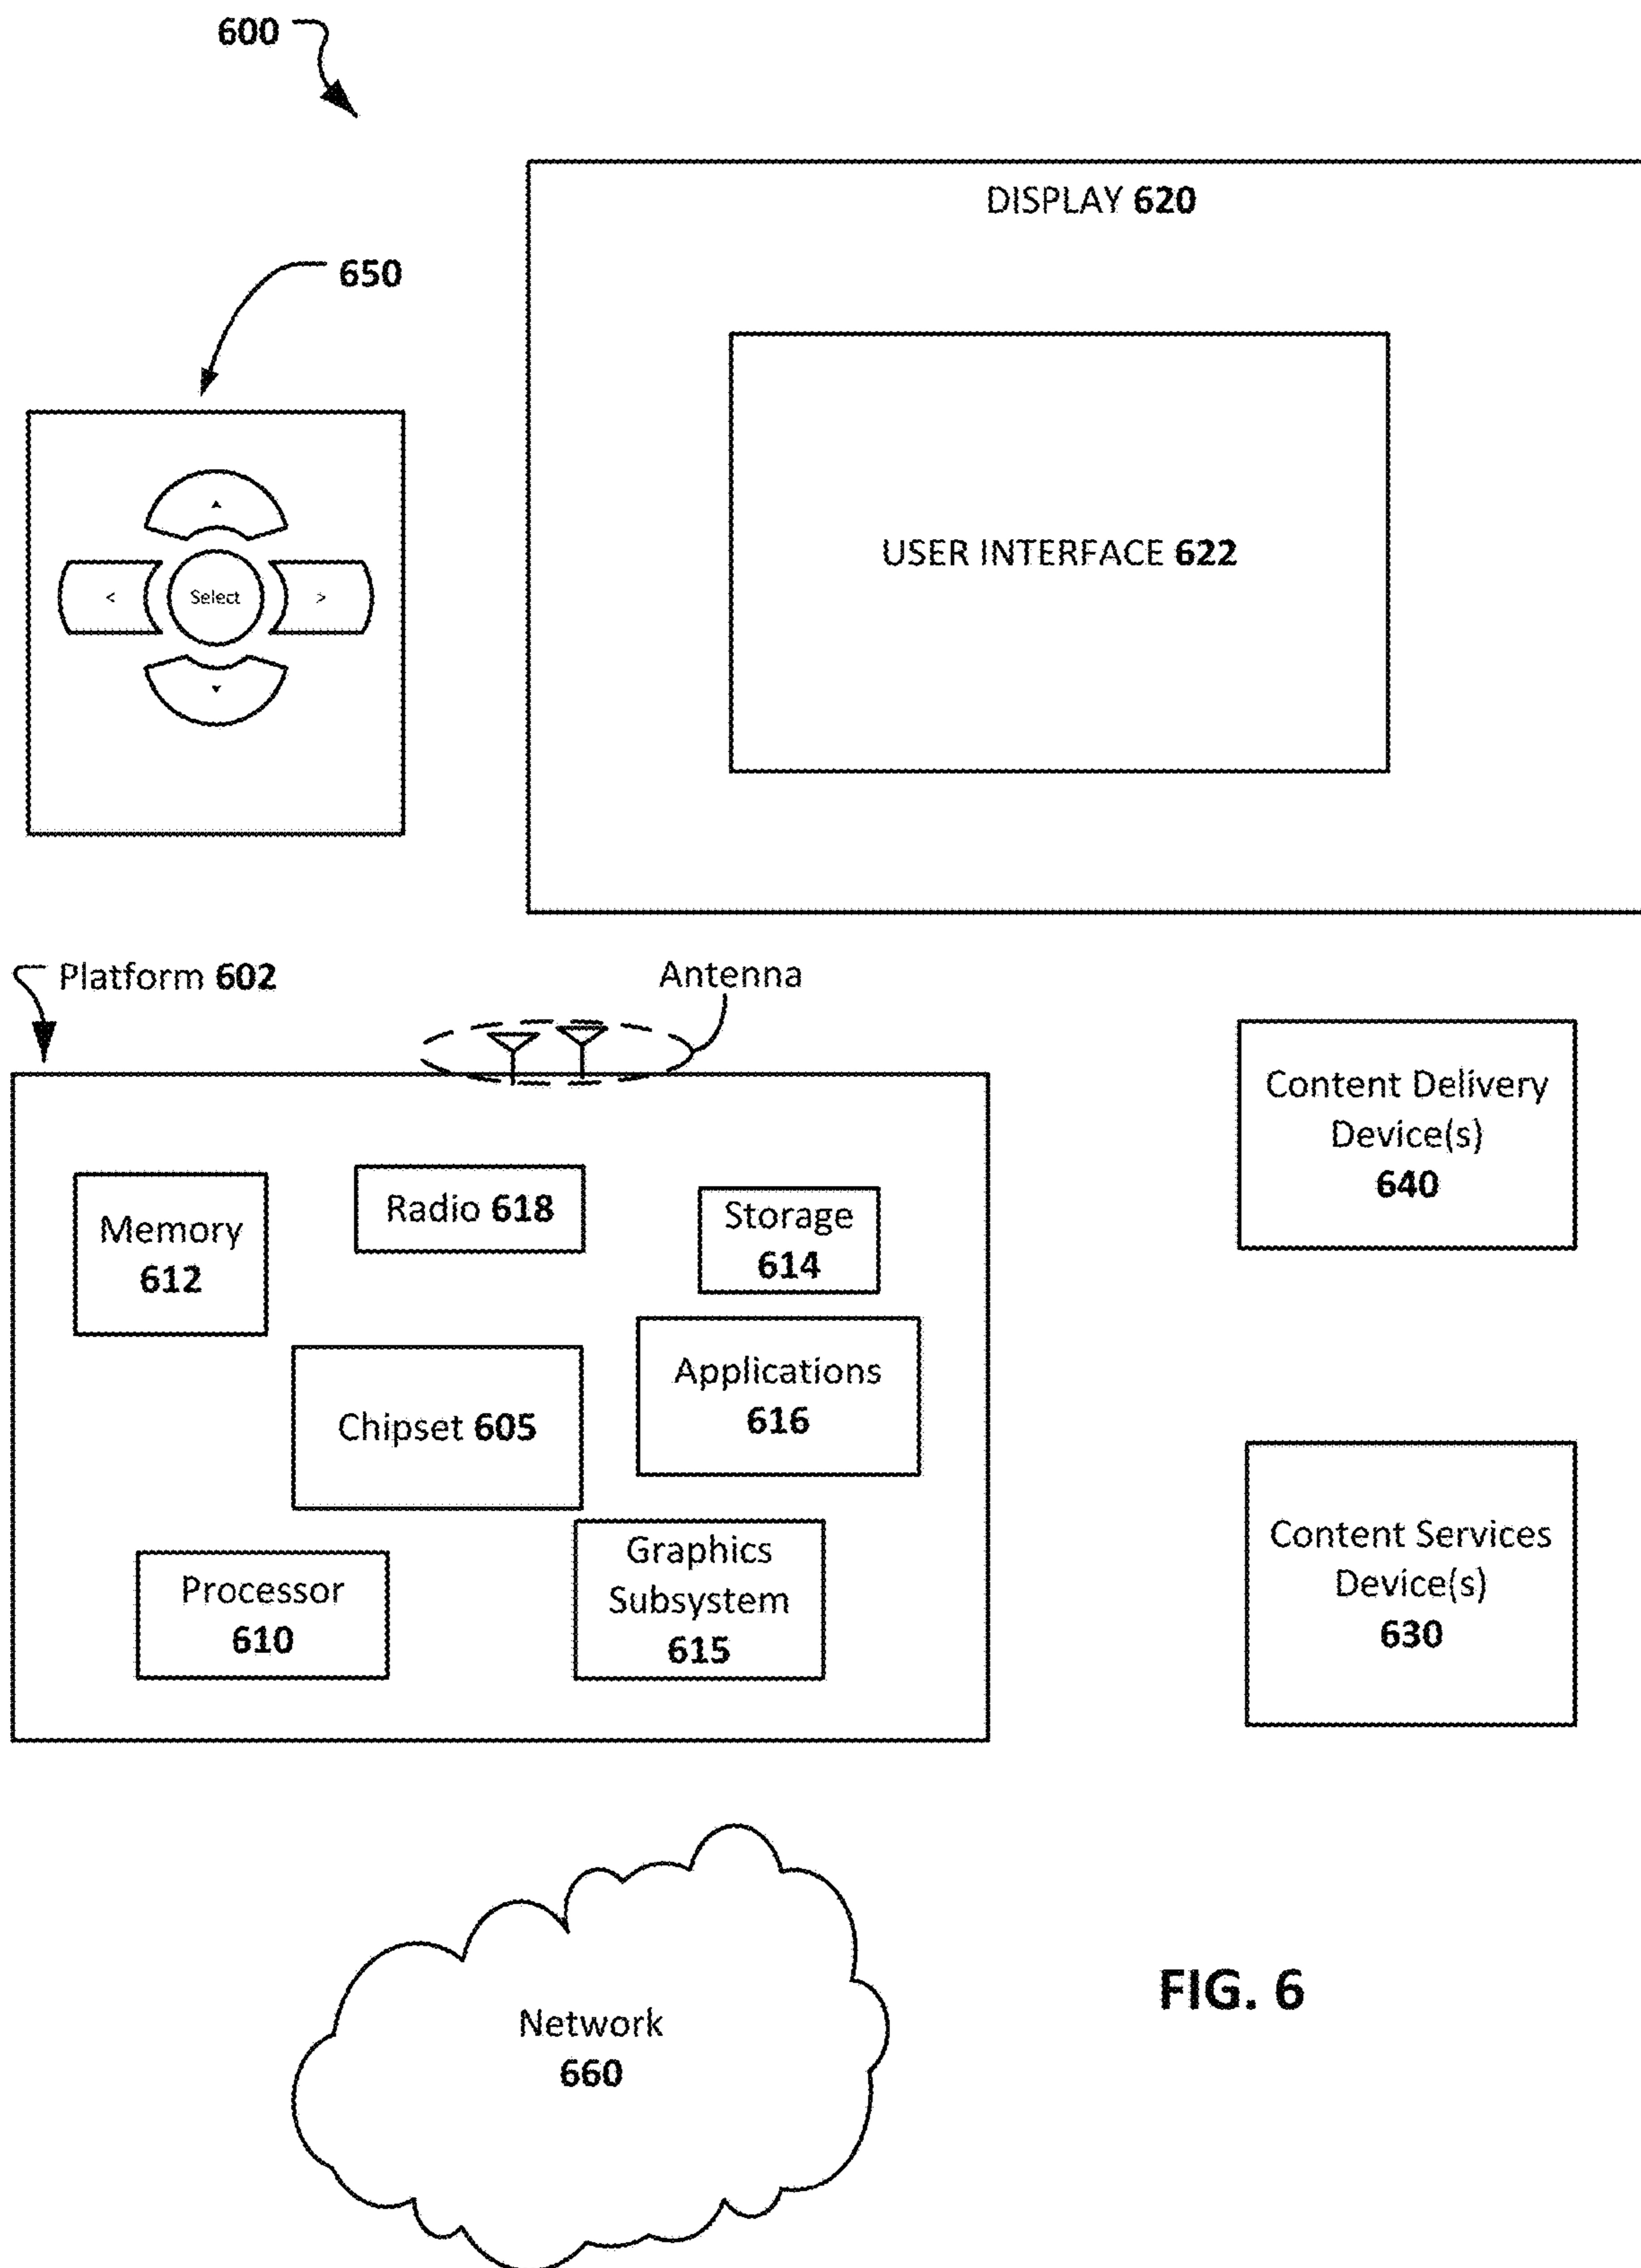 600
DISPLAY 620
650
USER INTERFACE 622
<
Select
>
Platform 602
Antenna
Content Delivery
Device(s)
640
Memory
612
Radio 618
Storage
614
Chipset 605
Applications
616
Processor
610
Graphics
Subsystem
615
Content Services
Device(s)
630
Network
660
FIG. 6